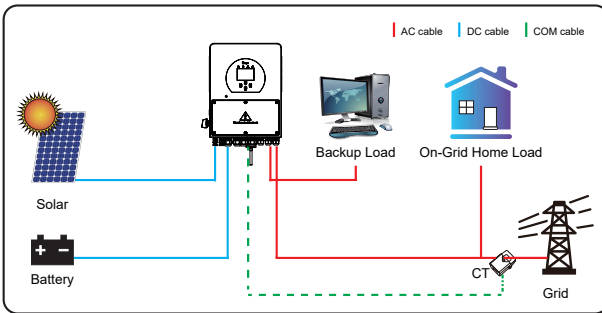 AC cable
DC cable
COM cable
Backup Load
On-Grid Home Load
Solar
Battery
CT
Grid